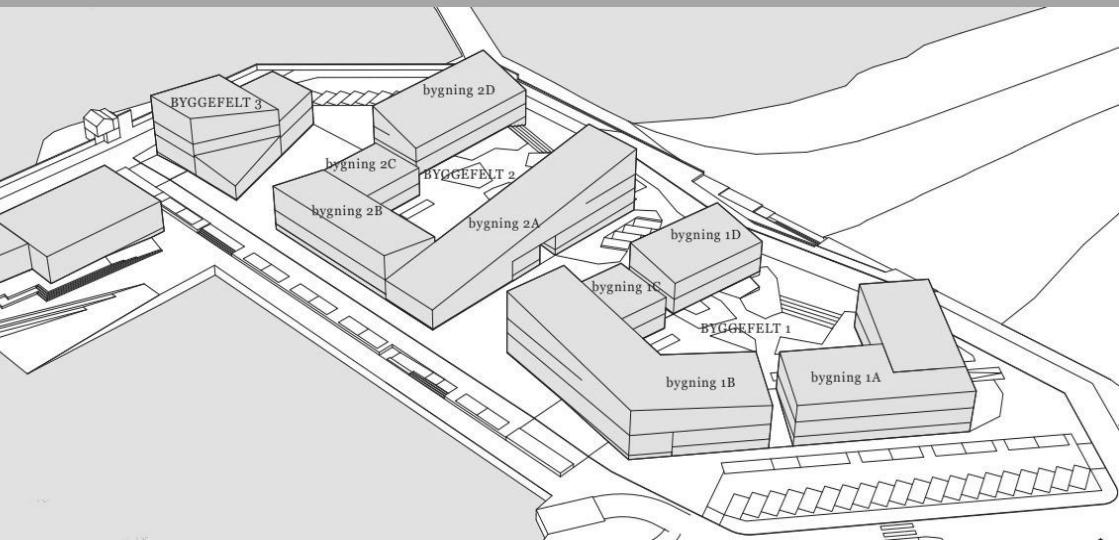 bygning 2D
BYGGEFELT 3
bygning 2C
BYGGEFELT 2
bygning 2B
bygning 2A
bygning 1D
bygning 1C
BYGGEFELT 1
bygning 1B
bygning 1A